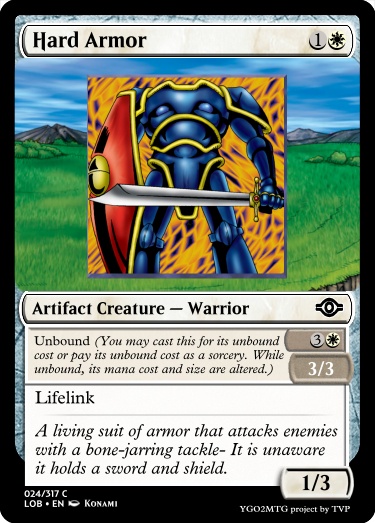 Hard Armor 1
Artifact Creature — Warrior
Unbound (You may cast this for its unbound 3
cost or pay its unbound cost as a sorcery. While
unbound, its mana cost and size are altered.) 3/3
Lifelink
A living suit of armor that attacks enemies
with a bone-jarring tackle- It is unaware
it holds a sword and shield.
1/3
024/317 C
LOB • EN Konami
YGO2MTG project by TVP